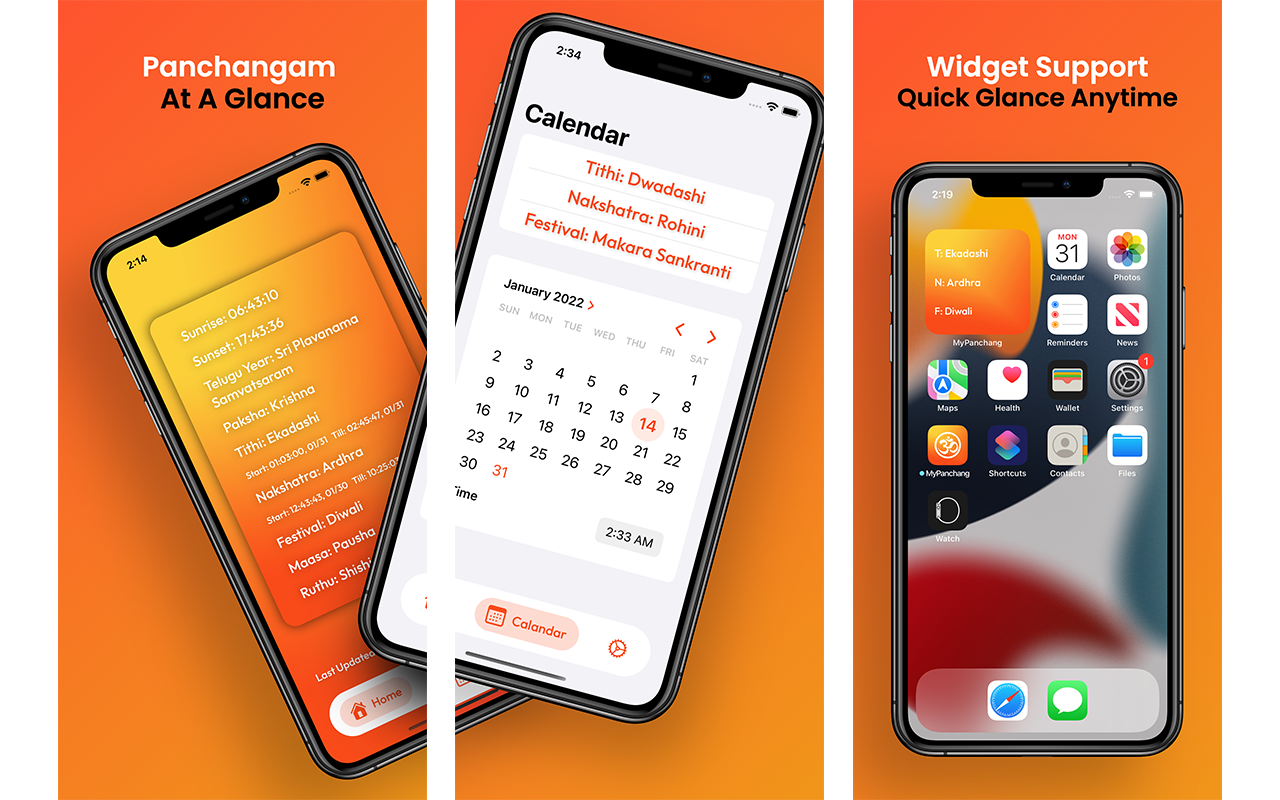 Panchangam
At A Glance
2:14
Sunrise: 06:43:10
Sunset: 17:43:36
Telugu Year: Sri Plavanama
Samvatsaram
Paksha: Krishna
Tithi: Ekadashi
Start: 01:03:00, 01/31 Till: 02:45:47, 01/31
Nakshatra: Ardhra
Start: 12:43:43, 01/30 Till: 10:25:03
Festival: Diwali
Maasa: Pausha
Ruthu: Shishi
Last Updated
Home
2:34
Calendar
Tithi: Dwadashi
Nakshatra: Rohini
Festival: Makara Sankranti
January 2022
SUN MON TUE WED THU FRI SAT
1
2 3 4 5 6 7 8
9 10 11 12 13 14 15
16 17 18 19 20 21 22
23 24 25 26 27 28 29
30 31
Time
2:33 AM
Calandar
Widget Support
Quick Glance Anytime
2:19
T: Ekadashi
N: Ardhra
F: Diwali
MyPanchang
MON
31
Calendar
Photos
Reminders
News
1
Maps
Health
Wallet
Settings
MyPanchang
Shortcuts
Contacts
Files
Watch